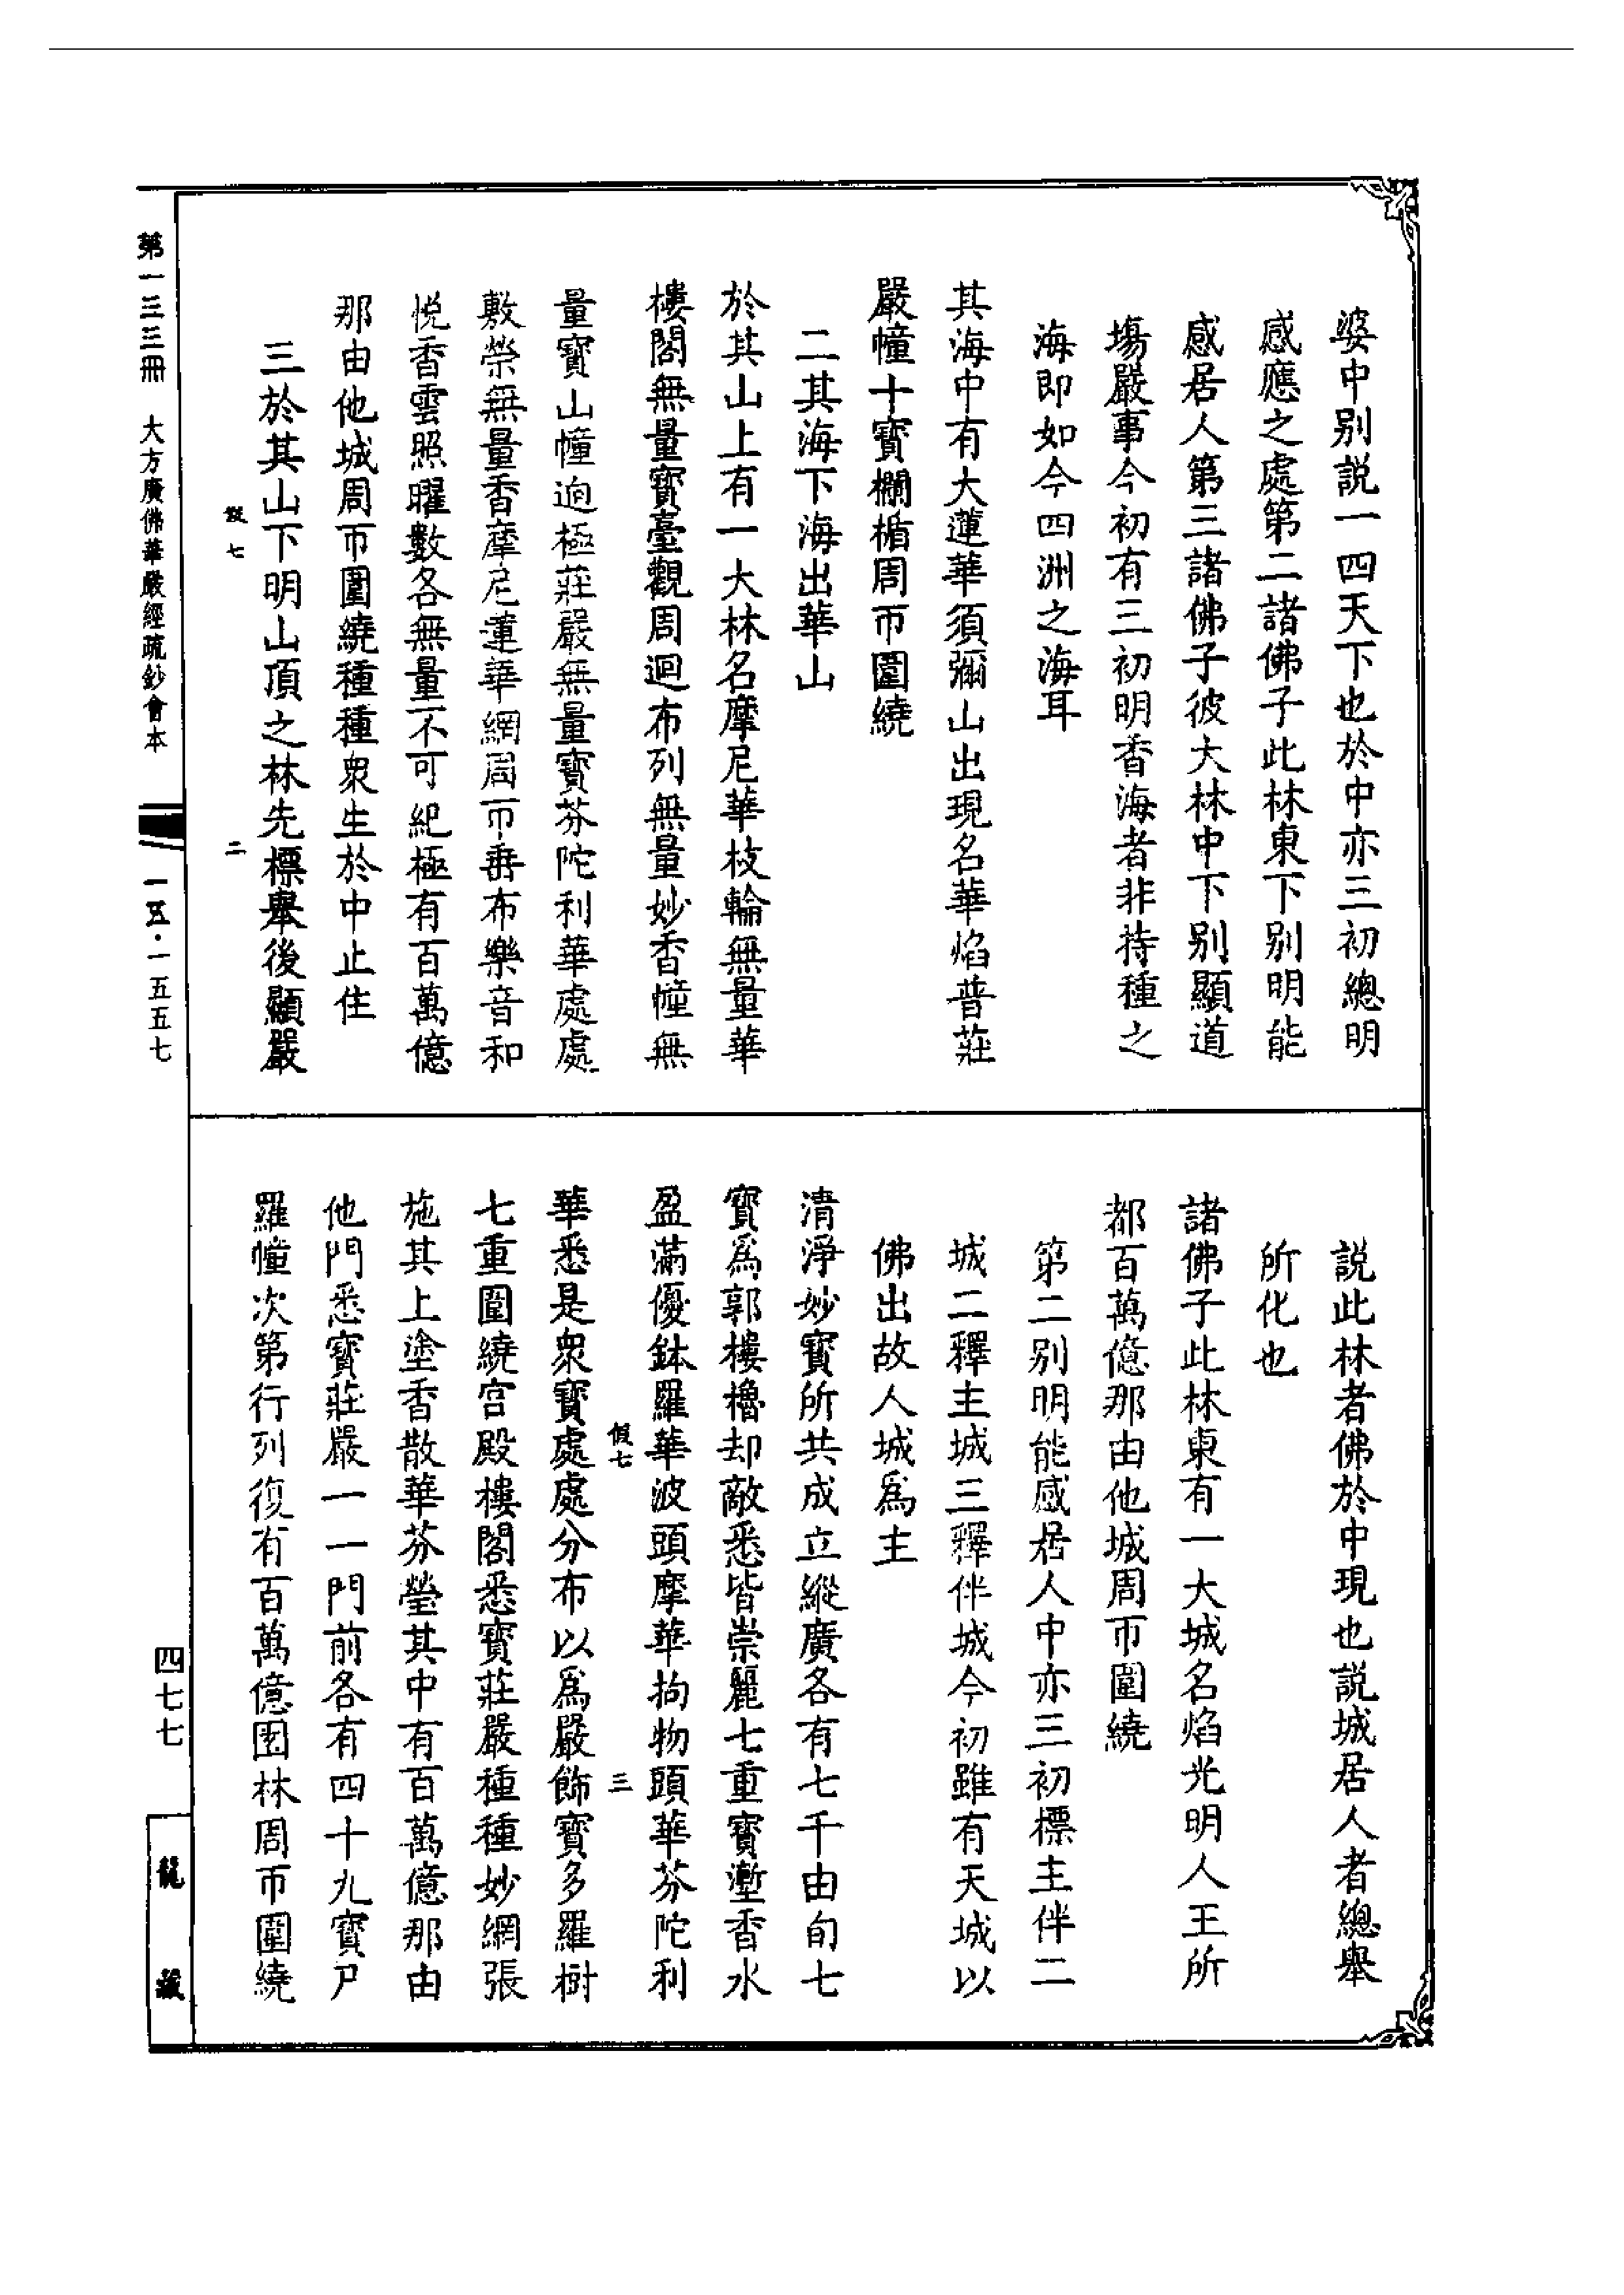 婆中别説一四天下也於中亦三初總明
感應之處第二諸佛子此林東下别明能
感居人第三諸佛子彼大林中下别顯道
場嚴事今初有三初明香海者非持種之
海即如今四洲之海耳
其海中有大蓮華須彌山出現名華焰普莊
嚴幢十寶欄楯周帀圍繞
二其海下海出華山
於其山上有一大林名摩尼華枝輪無量華
樓閣無量寶臺觀周迴布列無量妙香幢無
量寶山幢逈極莊嚴無量寶芬陀利華處處
敷榮無量香摩尼蓮華網周帀垂布樂音和
悦香雲照曜數各無量不可紀極有百萬億
那由他城周帀圍繞種種衆生於中止住
三於其山下明山頂之林先標舉後顯嚴
説此林者佛於中現也説城居人者總舉
所化也
諸佛子此林東有一大城名焰光明人王所
都百萬億那由他城周帀圍繞
第二别明能感居人中亦三初標主伴二
城二釋主城三釋伴城今初雖有天城以
佛出故人城爲主
清淨妙寶所共成立縱廣各有七千由旬七
寶爲郭樓櫓却敵悉皆崇麗七重寶壍香水
盈滿優鉢羅華波頭摩華拘物頭華芬陀利
華悉是衆寶處處分布以爲嚴飾寶多羅樹
七重圍繞宫殿樓閣悉寶莊嚴種種妙網張
施其上塗香散華芬瑩其中有百萬億那由
他門悉寶莊嚴一一門前各有四十九寶尸
羅幢次第行列復有百萬億園林周帀圍繞
假七 二
假七 三
第一三三冊 大方廣佛華嚴經疏鈔會本
一五·一五五七
四七七
龍藏